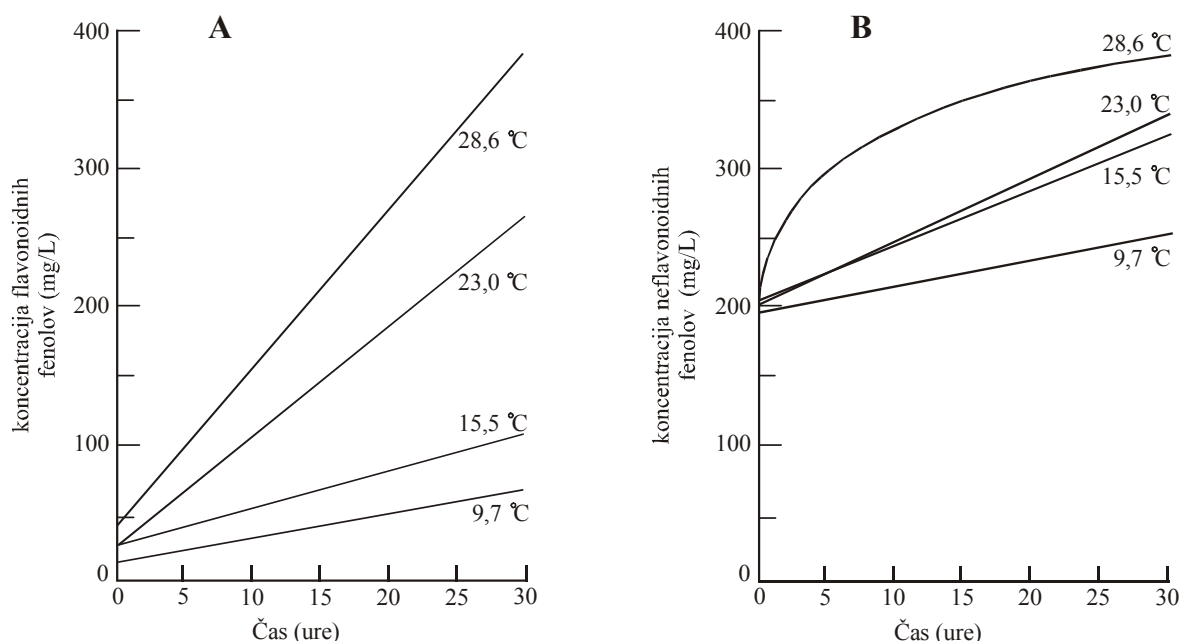 A
400
300
200
100
0
koncentracija flavonoidnih
fenolov (mg/L)
28,6 °C
23,0 °C
15,5 °C
9,7 °C
0 5 10 15 20 25 30
Čas (ure)
B
400
300
200
100
0
koncentracija neflavonoidnih
fenolov (mg/L)
28,6 °C
23,0 °C
15,5 °C
9,7 °C
0 5 10 15 20 25 30
Čas (ure)